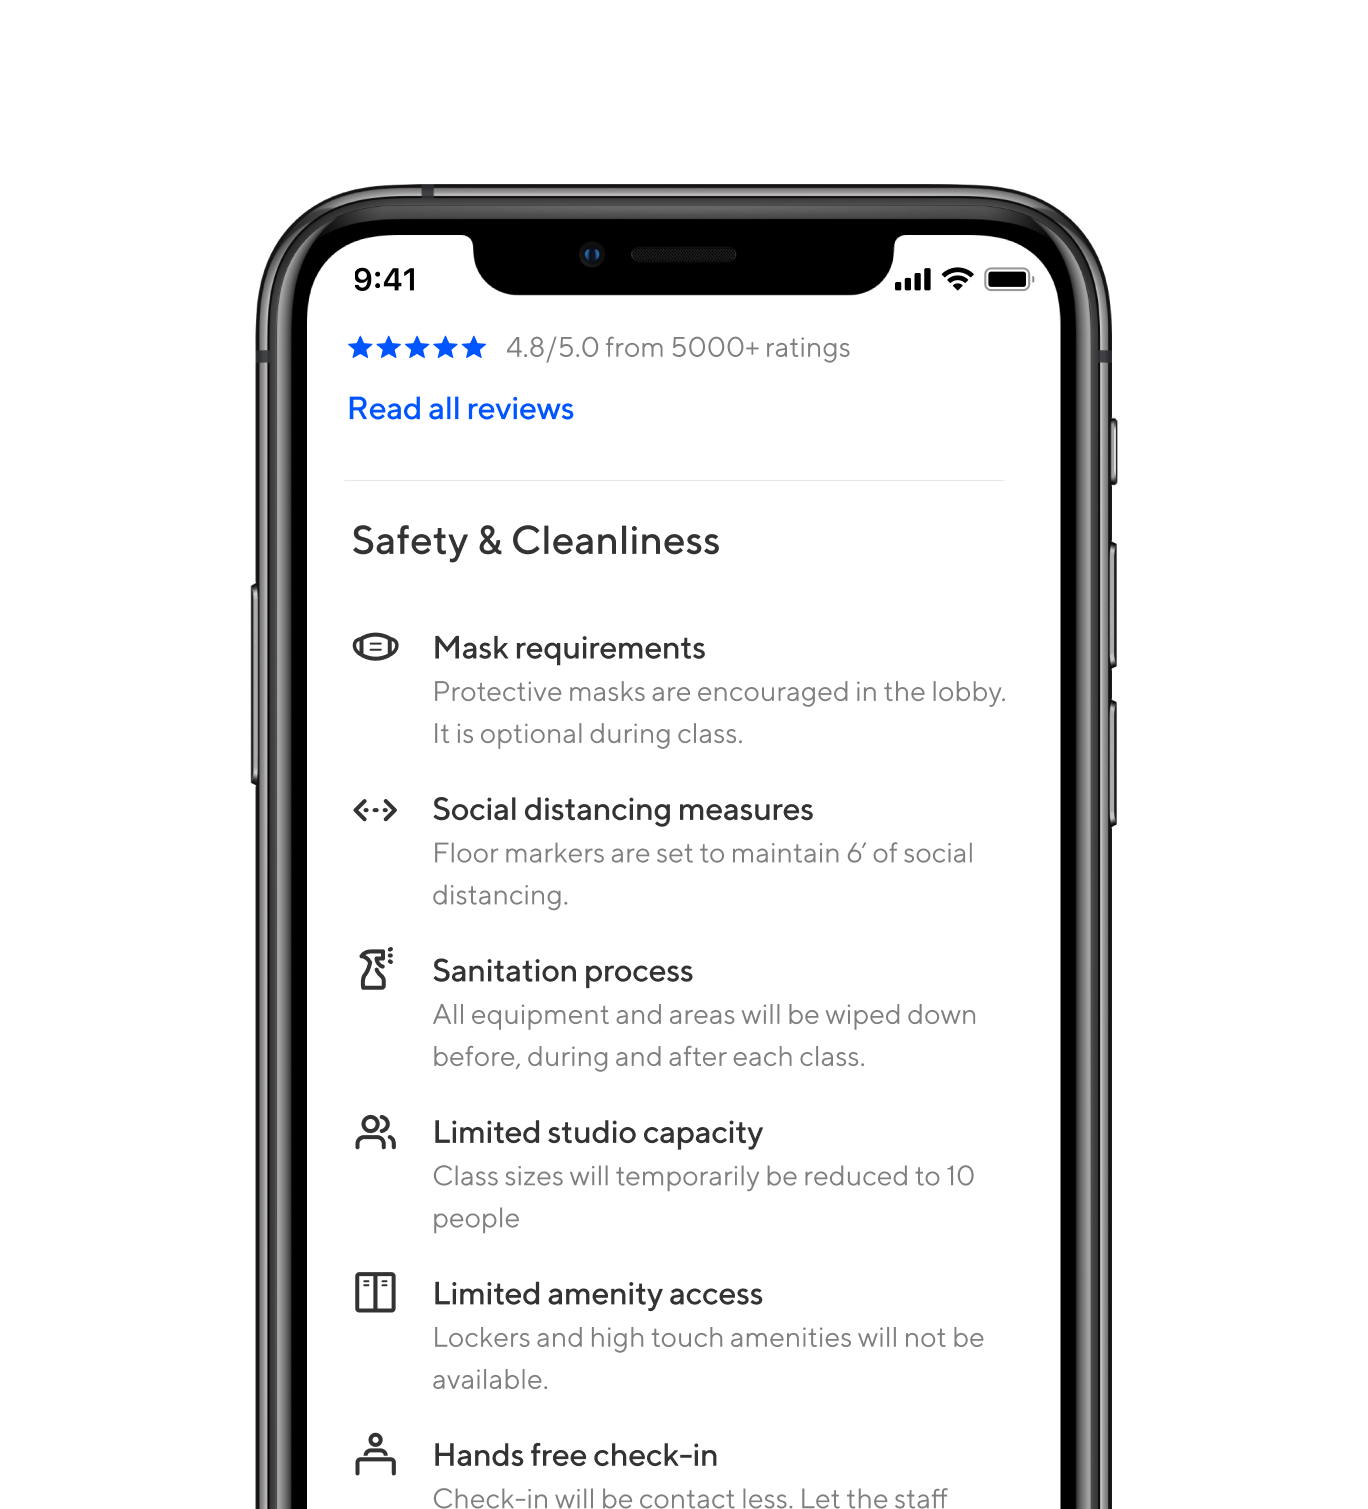 9:41
4.8/5.0 from 5000+ ratings
Read all reviews
Safety & Cleanliness
Mask requirements
Protective masks are encouraged in the lobby.
It is optional during class.
Social distancing measures
Floor markers are set to maintain 6’ of social
distancing.
Sanitation process
All equipment and areas will be wiped down
before, during and after each class.
Limited studio capacity
Class sizes will temporarily be reduced to 10
people
Limited amenity access
Lockers and high touch amenities will not be
available.
Hands free check-in
Check-in will be contact less. Let the staff